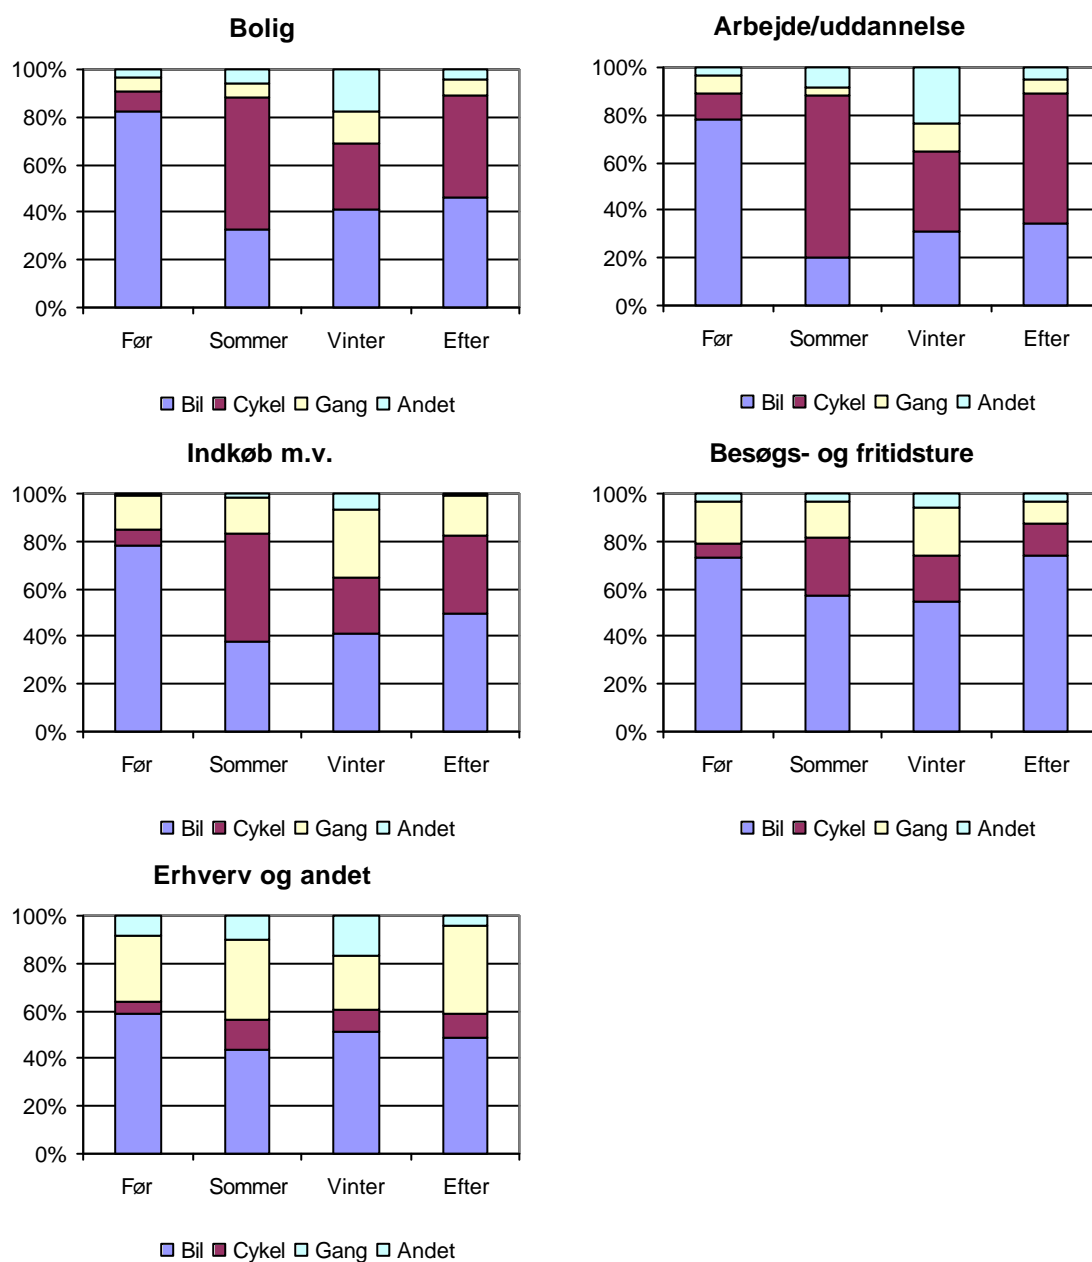 Bolig
100%
80%
60%
40%
20%
0%
Før Sommer Vinter Efter
Bil Cykel Gang Andet
Arbejde/uddannelse
100%
80%
60%
40%
20%
0%
Før Sommer Vinter Efter
Bil Cykel Gang Andet
Indkøb m.v.
100%
80%
60%
40%
20%
0%
Før Sommer Vinter Efter
Bil Cykel Gang Andet
Besøgs- og fritidsture
100%
80%
60%
40%
20%
0%
Før Sommer Vinter Efter
Bil Cykel Gang Andet
Erhverv og andet
100%
80%
60%
40%
20%
0%
Før Sommer Vinter Efter
Bil Cykel Gang Andet